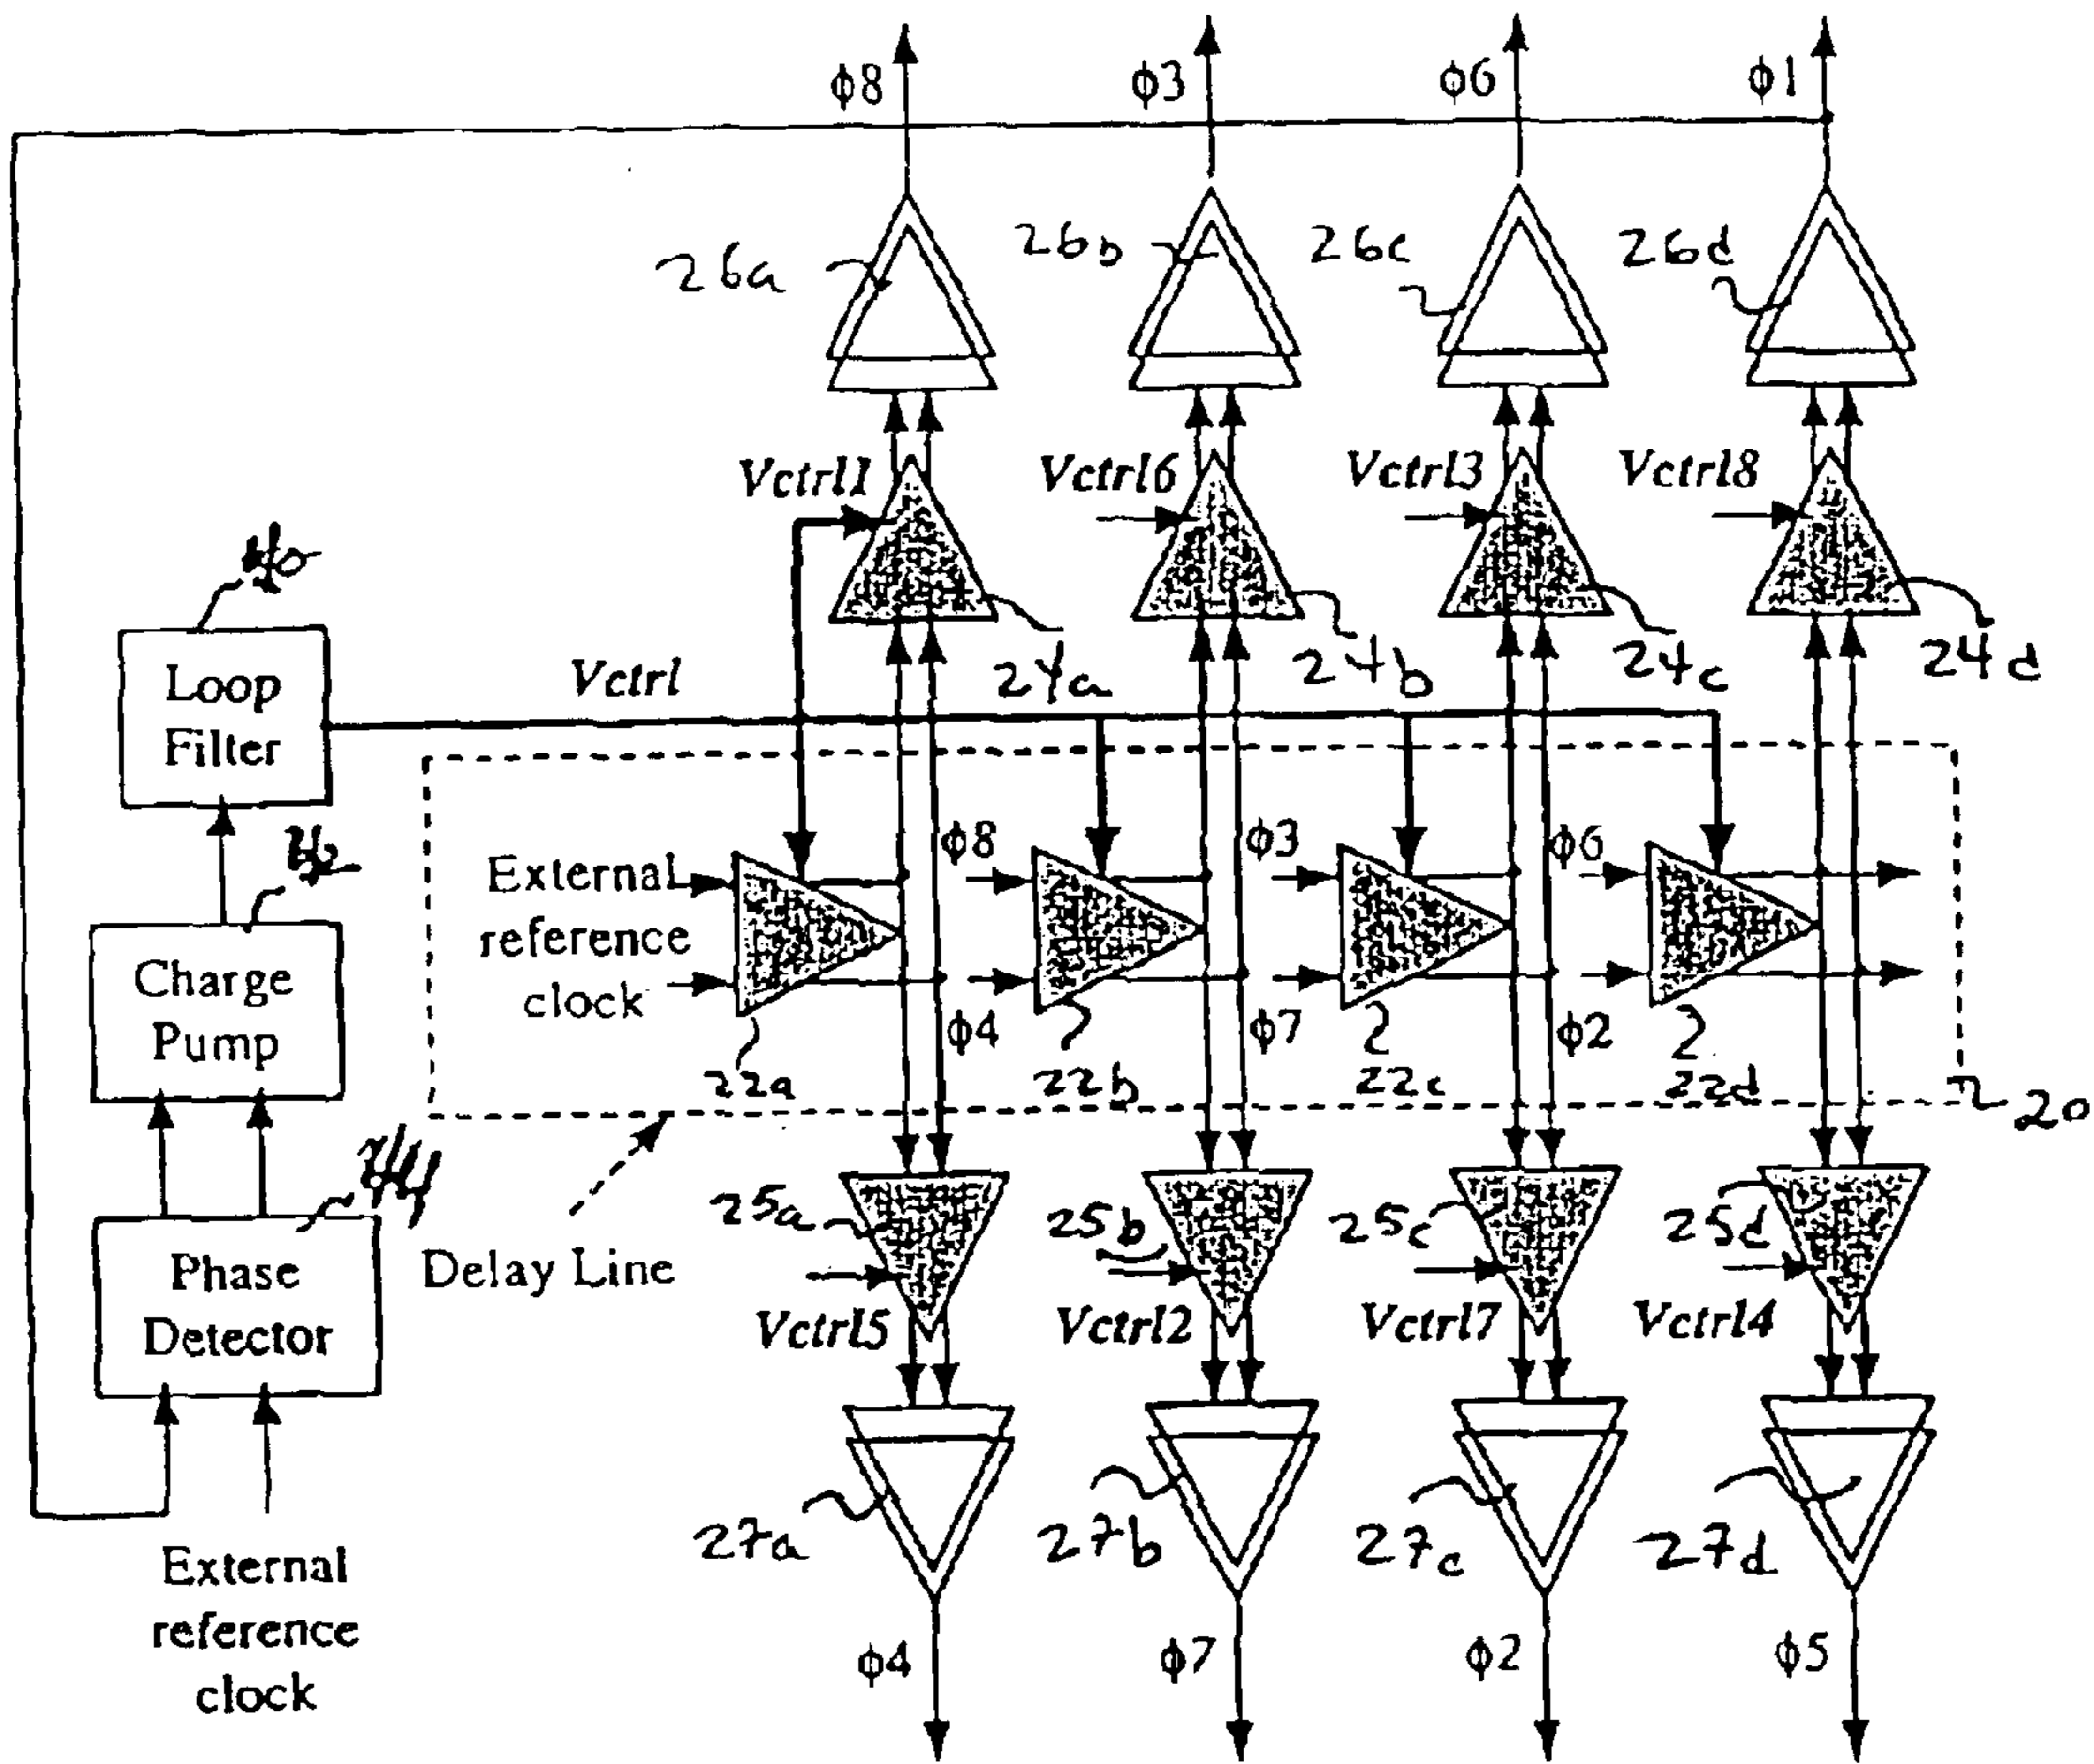 ϕ8
ϕ3
ϕ6
ϕ1
26a
26b
26c
26d
Vctrl1
Vctrl6
Vctrl3
Vctrl8
24a
24b
24c
24d
40
Loop
Filter
Vctrl
Charge
Pump
44
Phase
Detector
External
reference
clock
External
reference
clock
ϕ8
ϕ3
ϕ6
ϕ4
ϕ7
ϕ2
22a
22b
22c
22d
20
Delay Line
25a
25b
25c
25d
Vctrl5
Vctrl2
Vctrl7
Vctrl4
27a
27b
27c
27d
ϕ4
ϕ7
ϕ2
ϕ5